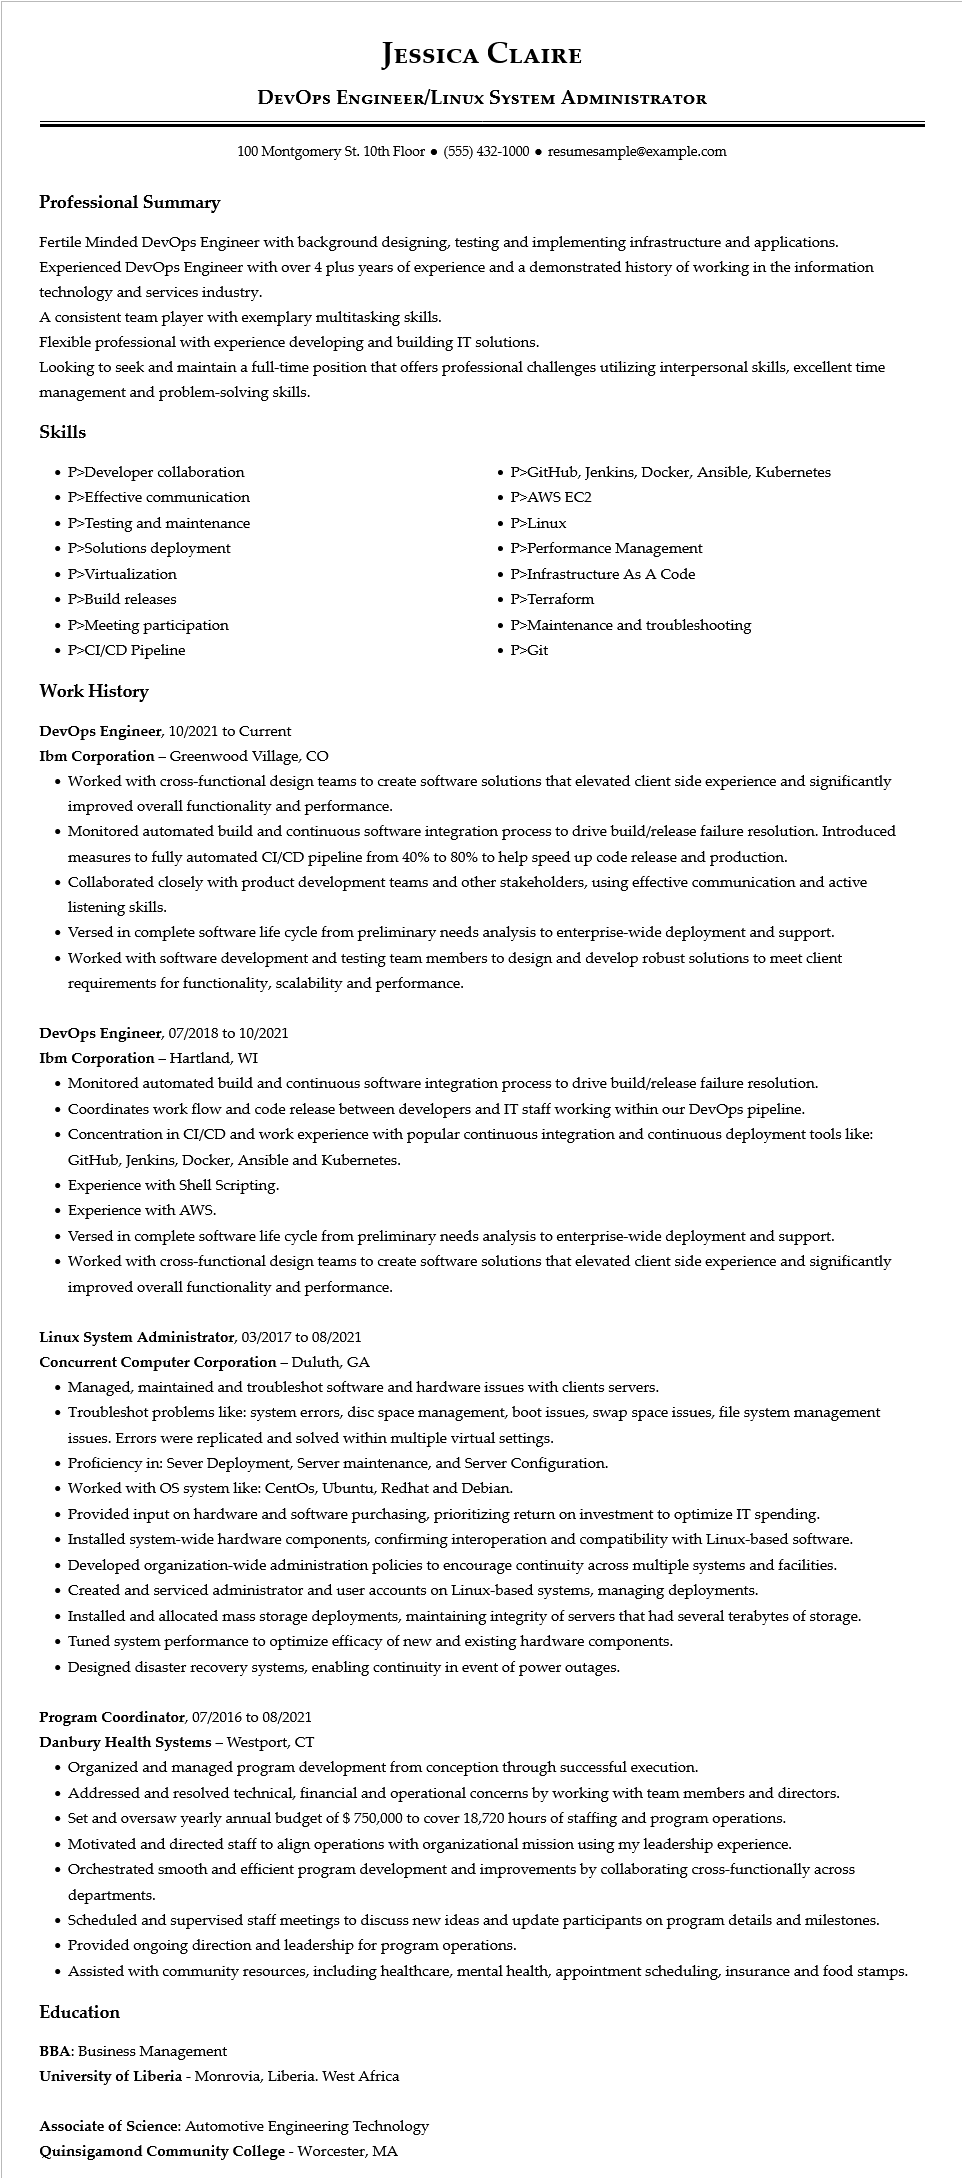 Jessica Claire
DevOps Engineer/Linux System Administrator
100 Montgomery St. 10th Floor ● (555) 432-1000 ● resumesample@example.com
Professional Summary
Fertile Minded DevOps Engineer with background designing, testing and implementing infrastructure and applications.
Experienced DevOps Engineer with over 4 plus years of experience and a demonstrated history of working in the information
technology and services industry.
A consistent team player with exemplary multitasking skills.
Flexible professional with experience developing and building IT solutions.
Looking to seek and maintain a full-time position that offers professional challenges utilizing interpersonal skills, excellent time
management and problem-solving skills.
Skills
• P>Developer collaboration
• P>Effective communication
• P>Testing and maintenance
• P>Solutions deployment
• P>Virtualization
• P>Build releases
• P>Meeting participation
• P>CI/CD Pipeline
• P>GitHub, Jenkins, Docker, Ansible, Kubernetes
• P>AWS EC2
• P>Linux
• P>Performance Management
• P>Infrastructure As A Code
• P>Terraform
• P>Maintenance and troubleshooting
• P>Git
Work History
DevOps Engineer, 10/2021 to Current
Ibm Corporation – Greenwood Village, CO
• Worked with cross-functional design teams to create software solutions that elevated client side experience and significantly
improved overall functionality and performance.
• Monitored automated build and continuous software integration process to drive build/release failure resolution. Introduced
measures to fully automated CI/CD pipeline from 40% to 80% to help speed up code release and production.
• Collaborated closely with product development teams and other stakeholders, using effective communication and active
listening skills.
• Versed in complete software life cycle from preliminary needs analysis to enterprise-wide deployment and support.
• Worked with software development and testing team members to design and develop robust solutions to meet client
requirements for functionality, scalability and performance.
DevOps Engineer, 07/2018 to 10/2021
Ibm Corporation – Hartland, WI
• Monitored automated build and continuous software integration process to drive build/release failure resolution.
• Coordinates work flow and code release between developers and IT staff working within our DevOps pipeline.
• Concentration in CI/CD and work experience with popular continuous integration and continuous deployment tools like:
GitHub, Jenkins, Docker, Ansible and Kubernetes.
• Experience with Shell Scripting.
• Experience with AWS.
• Versed in complete software life cycle from preliminary needs analysis to enterprise-wide deployment and support.
• Worked with cross-functional design teams to create software solutions that elevated client side experience and significantly
improved overall functionality and performance.
Linux System Administrator, 03/2017 to 08/2021
Concurrent Computer Corporation – Duluth, GA
• Managed, maintained and troubleshot software and hardware issues with clients servers.
• Troubleshot problems like: system errors, disc space management, boot issues, swap space issues, file system management
issues. Errors were replicated and solved within multiple virtual settings.
• Proficiency in: Sever Deployment, Server maintenance, and Server Configuration.
• Worked with OS system like: CentOs, Ubuntu, Redhat and Debian.
• Provided input on hardware and software purchasing, prioritizing return on investment to optimize IT spending.
• Installed system-wide hardware components, confirming interoperation and compatibility with Linux-based software.
• Developed organization-wide administration policies to encourage continuity across multiple systems and facilities.
• Created and serviced administrator and user accounts on Linux-based systems, managing deployments.
• Installed and allocated mass storage deployments, maintaining integrity of servers that had several terabytes of storage.
• Tuned system performance to optimize efficacy of new and existing hardware components.
• Designed disaster recovery systems, enabling continuity in event of power outages.
Program Coordinator, 07/2016 to 08/2021
Danbury Health Systems – Westport, CT
• Organized and managed program development from conception through successful execution.
• Addressed and resolved technical, financial and operational concerns by working with team members and directors.
• Set and oversaw yearly annual budget of $ 750,000 to cover 18,720 hours of staffing and program operations.
• Motivated and directed staff to align operations with organizational mission using my leadership experience.
• Orchestrated smooth and efficient program development and improvements by collaborating cross-functionally across
departments.
• Scheduled and supervised staff meetings to discuss new ideas and update participants on program details and milestones.
• Provided ongoing direction and leadership for program operations.
• Assisted with community resources, including healthcare, mental health, appointment scheduling, insurance and food stamps.
Education
BBA: Business Management
University of Liberia - Monrovia, Liberia. West Africa
Associate of Science: Automotive Engineering Technology
Quinsigamond Community College - Worcester, MA